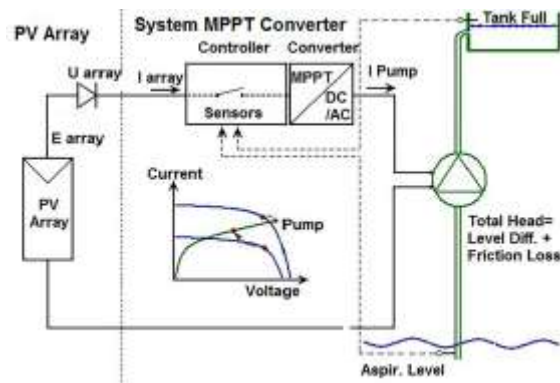 PV Array
System MPPT Converter
Tank Full
Controller
Converter
U array
I array
I Pump
MPPT
DC
/AC
Sensors
E array
PV
Array
Current
Pump
Voltage
Total Head=
Level Diff. +
Friction Loss
Aspir. Level